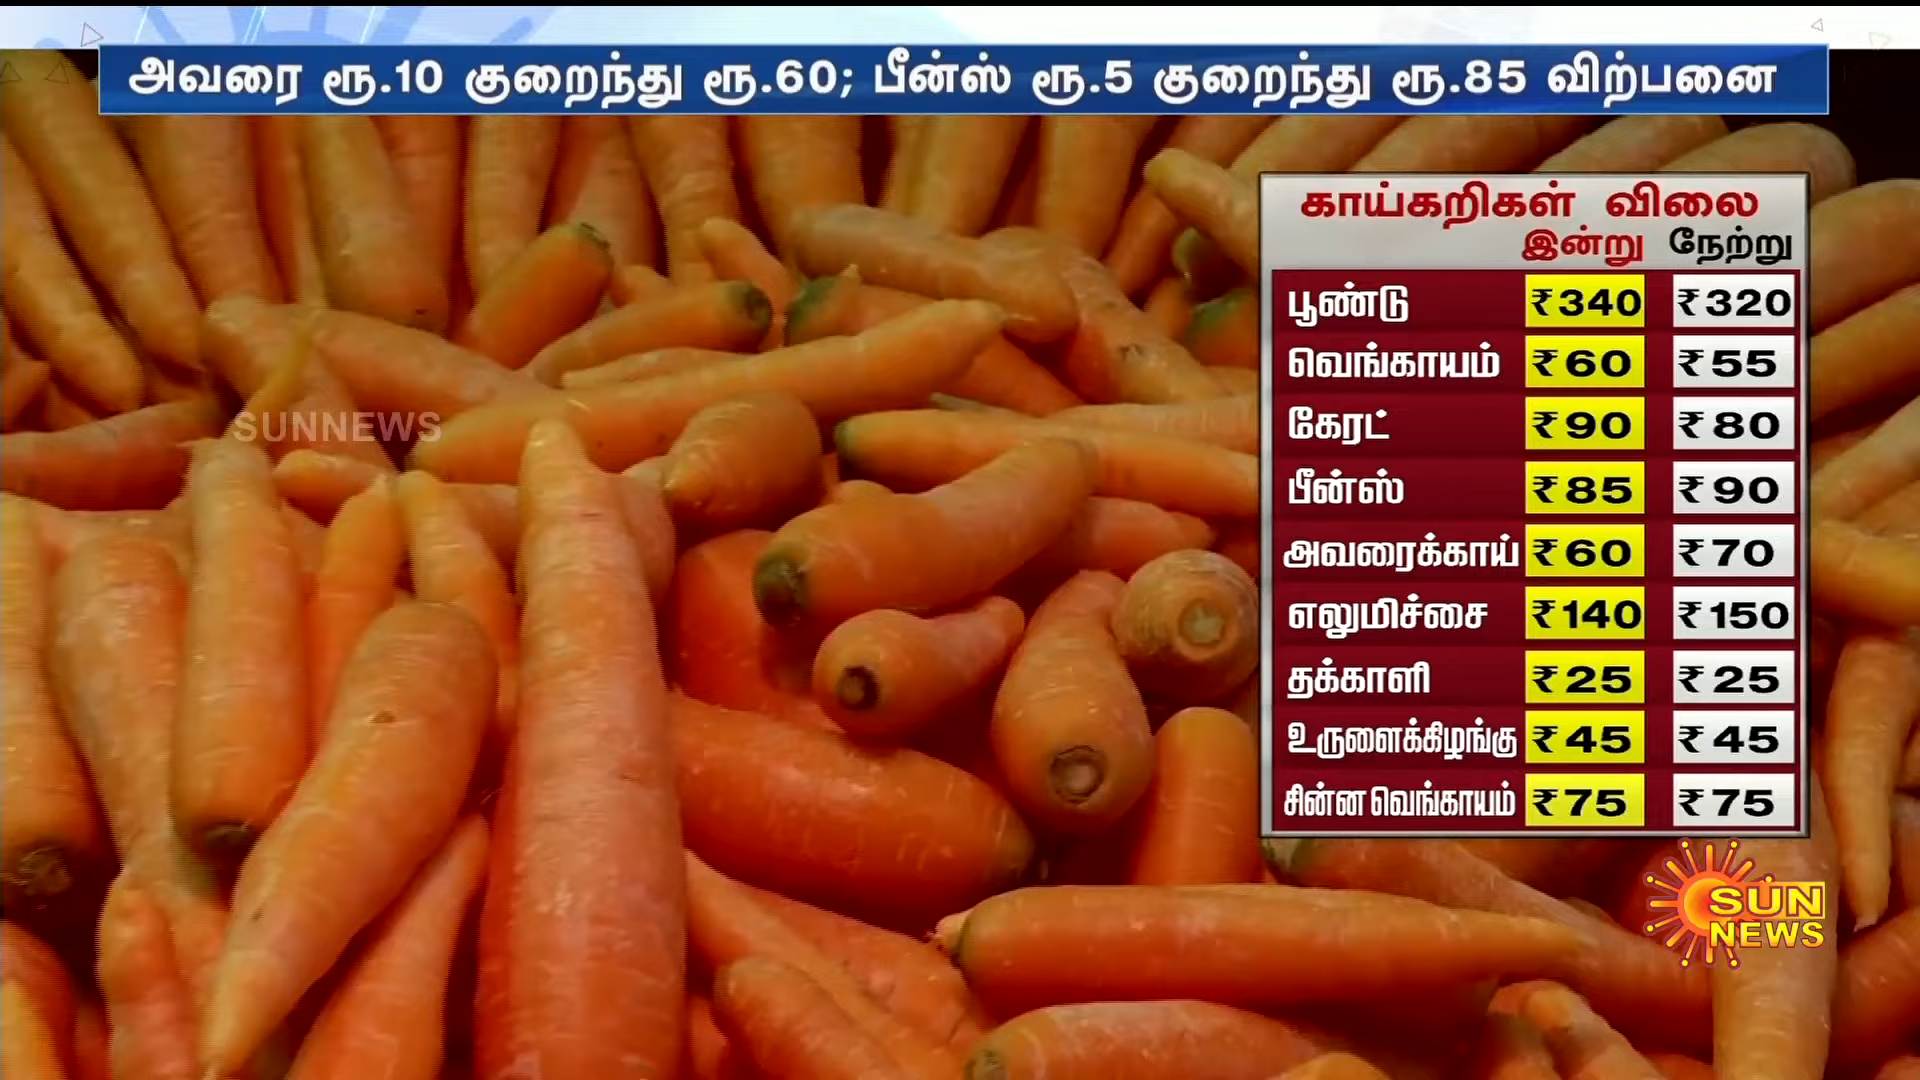 அவரை ரூ.10 குறைந்து ரூ.60; பீன்ஸ் ரூ.5 குறைந்து ரூ.85 விற்பனை
காய்கறிகள் விலை
இன்று நேற்று
பூண்டு ₹340 ₹320
வெங்காயம் ₹60 ₹55
கேரட் ₹90 ₹80
பீன்ஸ் ₹85 ₹90
அவரைக்காய் ₹60 ₹70
எலுமிச்சை ₹140 ₹150
தக்காளி ₹25 ₹25
உருளைக்கிழங்கு ₹45 ₹45
சின்ன வெங்காயம் ₹75 ₹75
SUNNEWS
SUN
NEWS